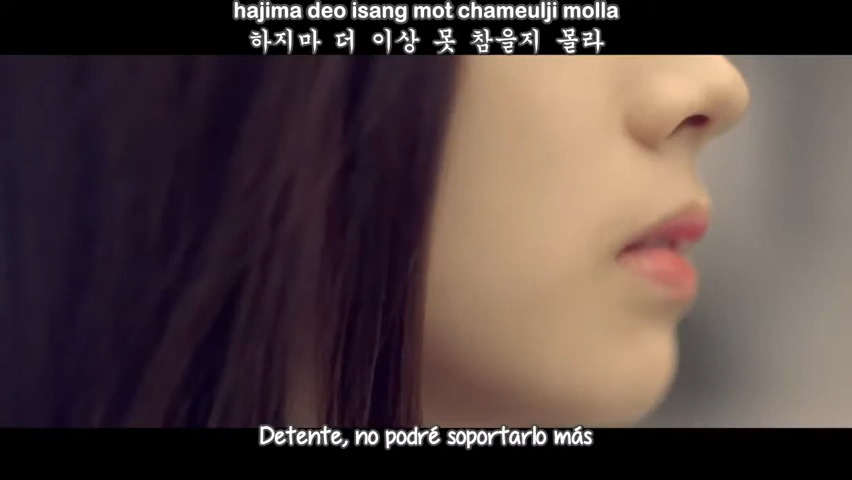 hajima deo isang mot chameulji molla
하지마 더 이상 못 참을지 몰라
Detente, no podré soportarlo más